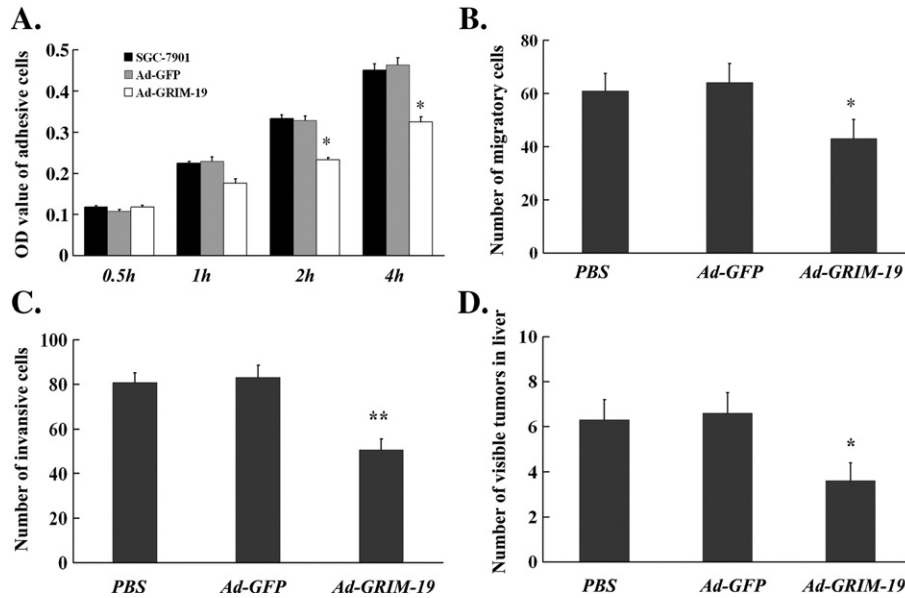 A.
OD value of adhesive cells
0.5
0.4
0.3
0.2
0.1
0
SGC-7901
Ad-GFP
Ad-GRIM-19
*
*
0.5h 1h 2h 4h
B.
Number of migratory cells
80
60
40
20
0
*
PBS Ad-GFP Ad-GRIM-19
C.
Number of invansive cells
100
80
60
40
20
0
**
PBS Ad-GFP Ad-GRIM-19
D.
Number of visible tumors in liver
10
8
6
4
2
0
*
PBS Ad-GFP Ad-GRIM-19